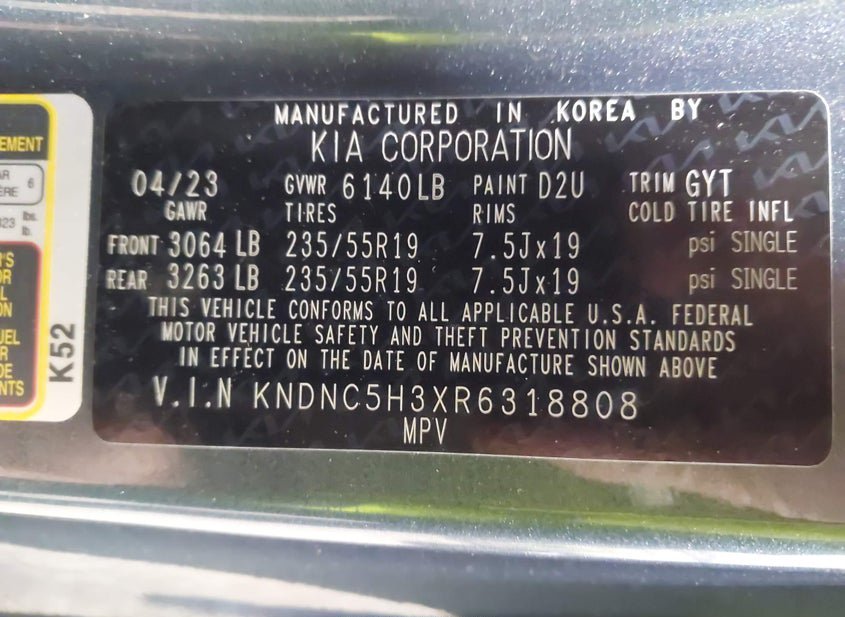 MANUFACTURED IN KOREA BY
KIA CORPORATION
04/23 GVWR 6140LB PAINT D2U TRIM GYT
GAWR TIRES RIMS COLD TIRE INFL
FRONT 3064 LB 235/55R19 7.5Jx19 psi SINGLE
REAR 3263 LB 235/55R19 7.5Jx19 psi SINGLE
THIS VEHICLE CONFORMS TO ALL APPLICABLE U.S.A. FEDERAL
MOTOR VEHICLE SAFETY AND THEFT PREVENTION STANDARDS
IN EFFECT ON THE DATE OF MANUFACTURE SHOWN ABOVE
V.I.N KNDNC5H3XR6318808
MPV
K52
6
lbs.
lb.